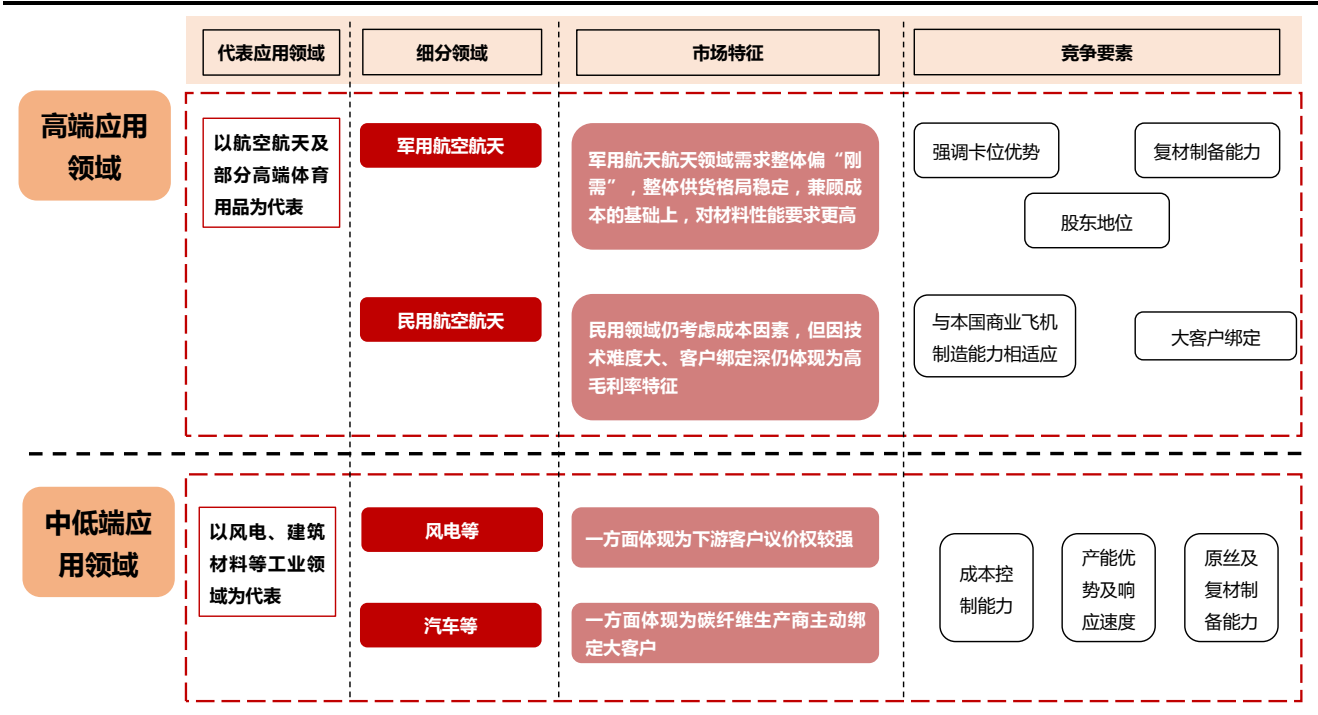 代表应用领域
细分领域
市场特征
竞争要素
高端应用
领域
以航空航天及
部分高端体育
用品为代表
军用航空航天
军用航天航天领域需求整体偏“刚
需”，整体供货格局稳定，兼顾成
本的基础上，对材料性能要求更高
强调卡位优势
复材制备能力
股东地位
民用航空航天
民用领域仍考虑成本因素，但因技
术难度大、客户绑定深仍体现为高
毛利率特征
与本国商业飞机
制造能力相适应
大客户绑定
中低端应
用领域
以风电、建筑
材料等工业领
域为代表
风电等
一方面体现为下游客户议价权较强
汽车等
一方面体现为碳纤维生产商主动绑
定大客户
成本控
制能力
产能优
势及响
应速度
原丝及
复材制
备能力